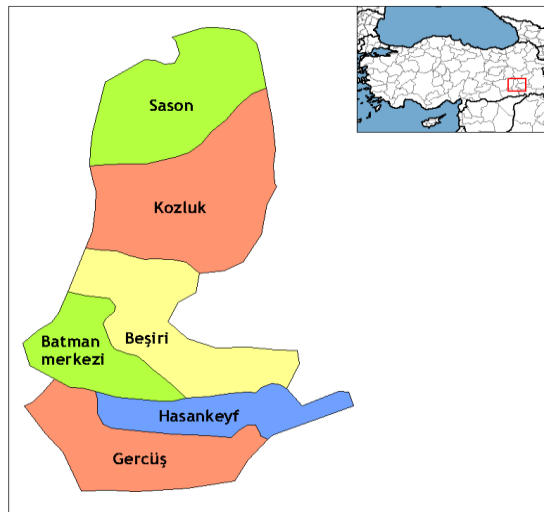 Sason
Kozluk
Beşiri
Batman
merkezi
Hasankeyf
Gercüş